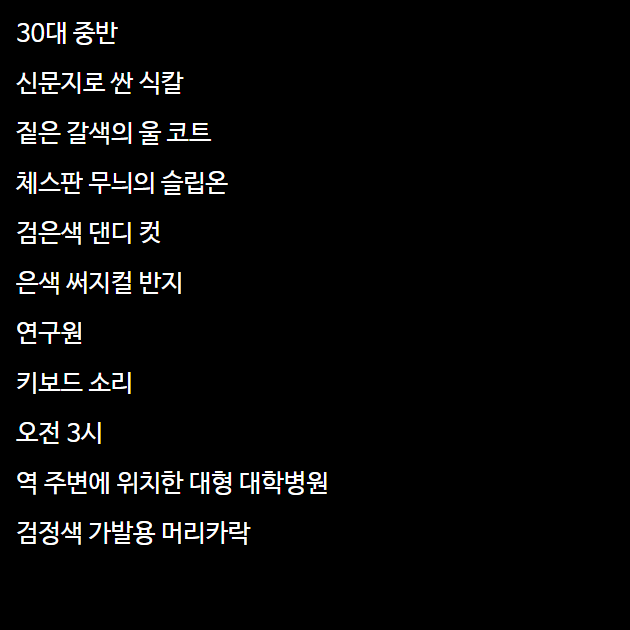 30대 중반
신문지로 싼 식칼
짙은 갈색의 울 코트
체스판 무늬의 슬립온
검은색 댄디 컷
은색 써지컬 반지
연구원
키보드 소리
오전 3시
역 주변에 위치한 대형 대학병원
검정색 가발용 머리카락